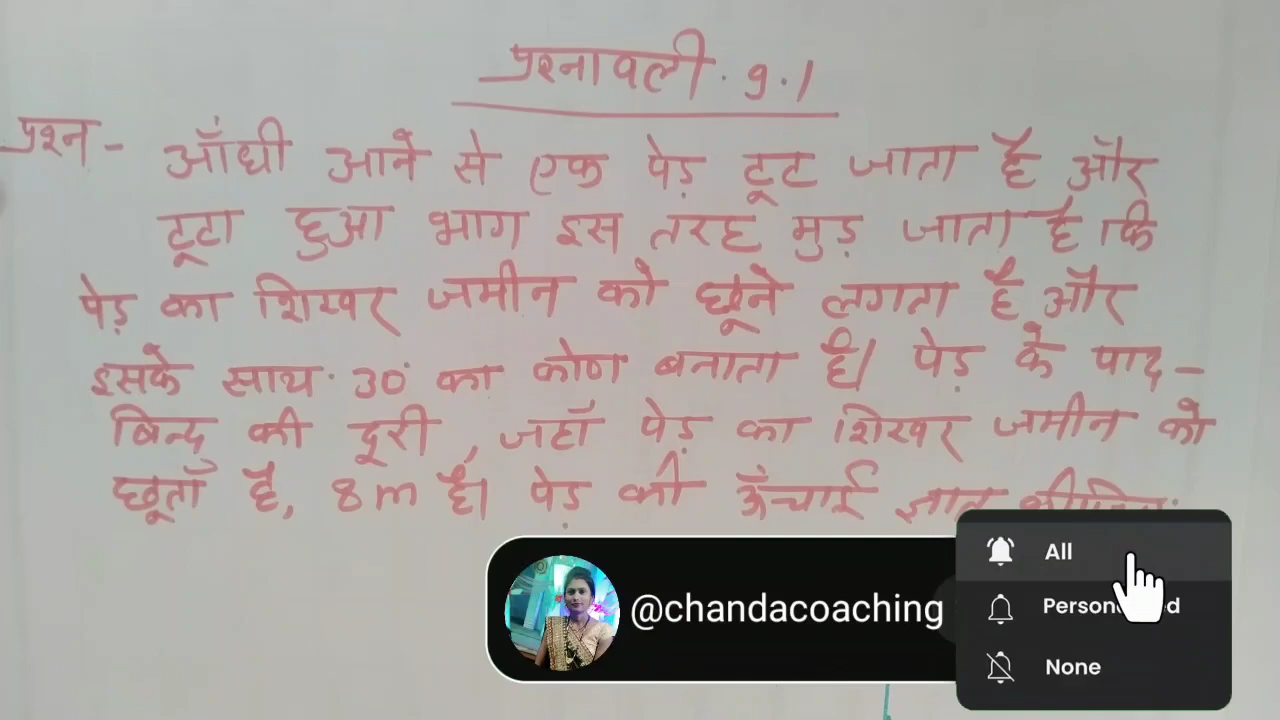 प्रश्नावली. 9.1
प्रश्न- आँधी आने से एक पेड़ टूट जाता है और
टूटा हुआ भाग इस तरह मुड़ जाता है कि
पेड़ का शिखर जमीन को छूने लगता है और
इसके साथ 30° का कोण बनाता है। पेड़ के पाद-
बिन्दु की दूरी, जहाँ पेड़ का शिखर जमीन को
छूता है, 8m है। पेड़ की ऊँचाई ज्ञात
All
@chandacoaching
None